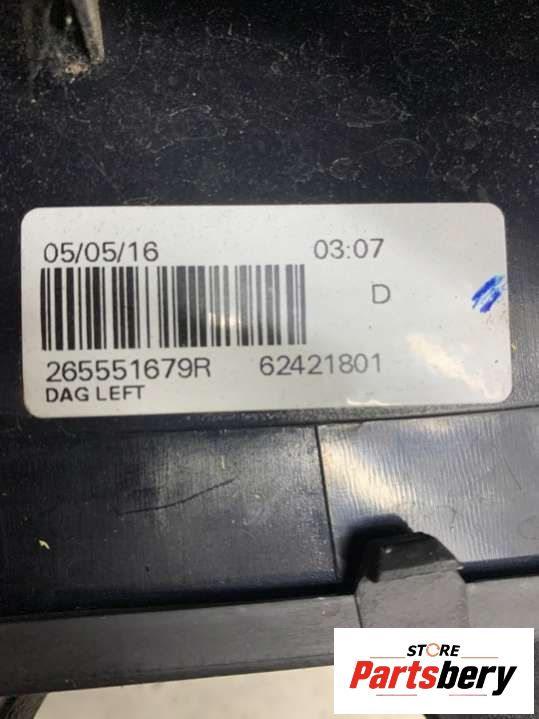 05/05/16 03:07
D
265551679R 62421801
DAG LEFT
STORE
Partsbery